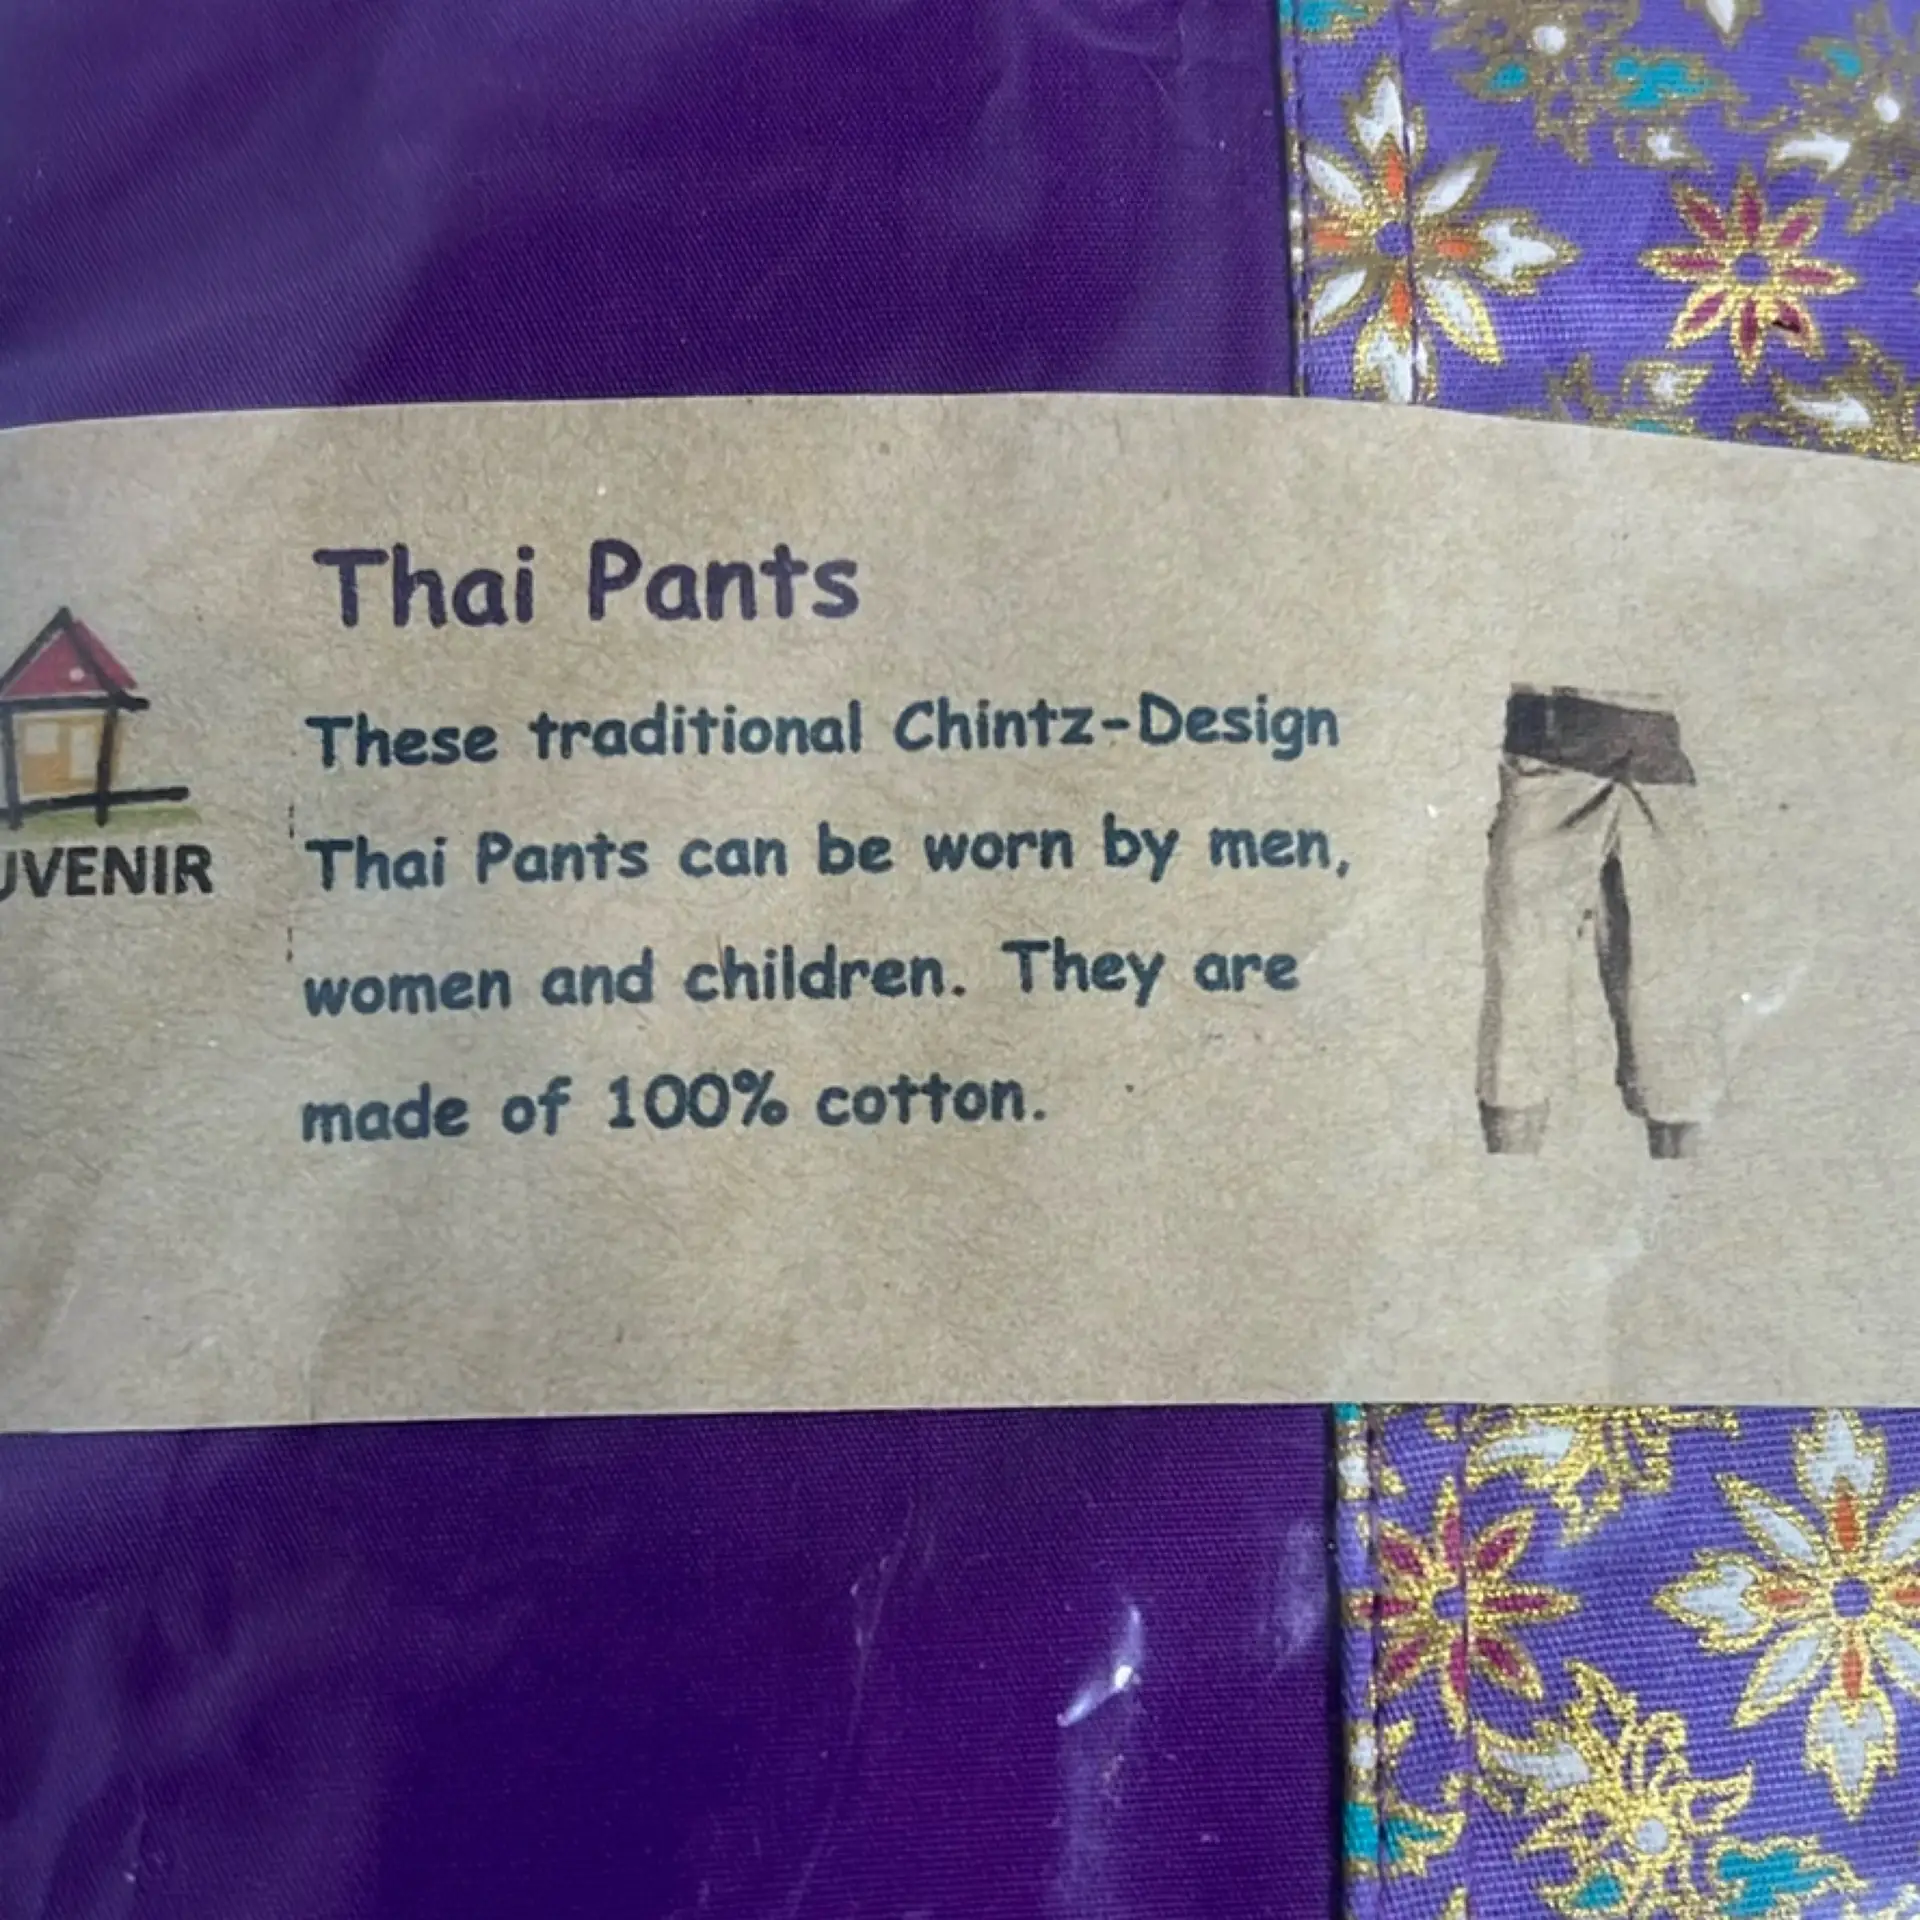 Thai Pants
These traditional Chintz-Design
Thai Pants can be worn by men,
women and children. They are
made of 100% cotton.
UVENIR